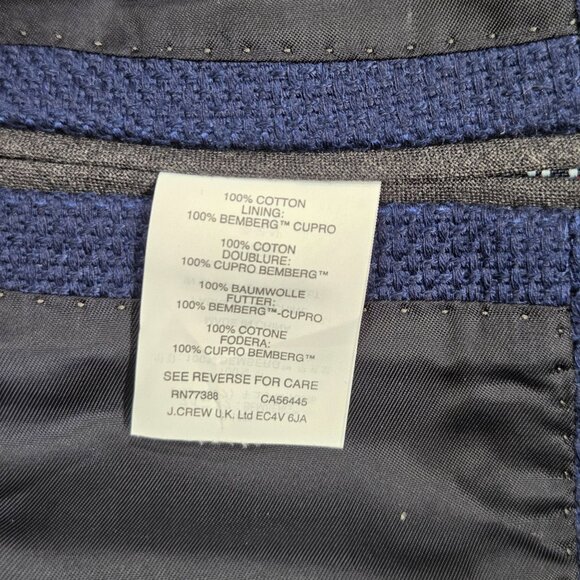 100% COTTON
LINING:
100% BEMBERG™ CUPRO
100% COTON
DOUBLURE:
100% CUPRO BEMBERG™
100% BAUMWOLLE
FUTTER:
100% BEMBERG™-CUPRO
100% COTONE
FODERA:
100% CUPRO BEMBERG™
SEE REVERSE FOR CARE
RN77388 CA56445
J.CREW U.K. Ltd EC4V 6JA